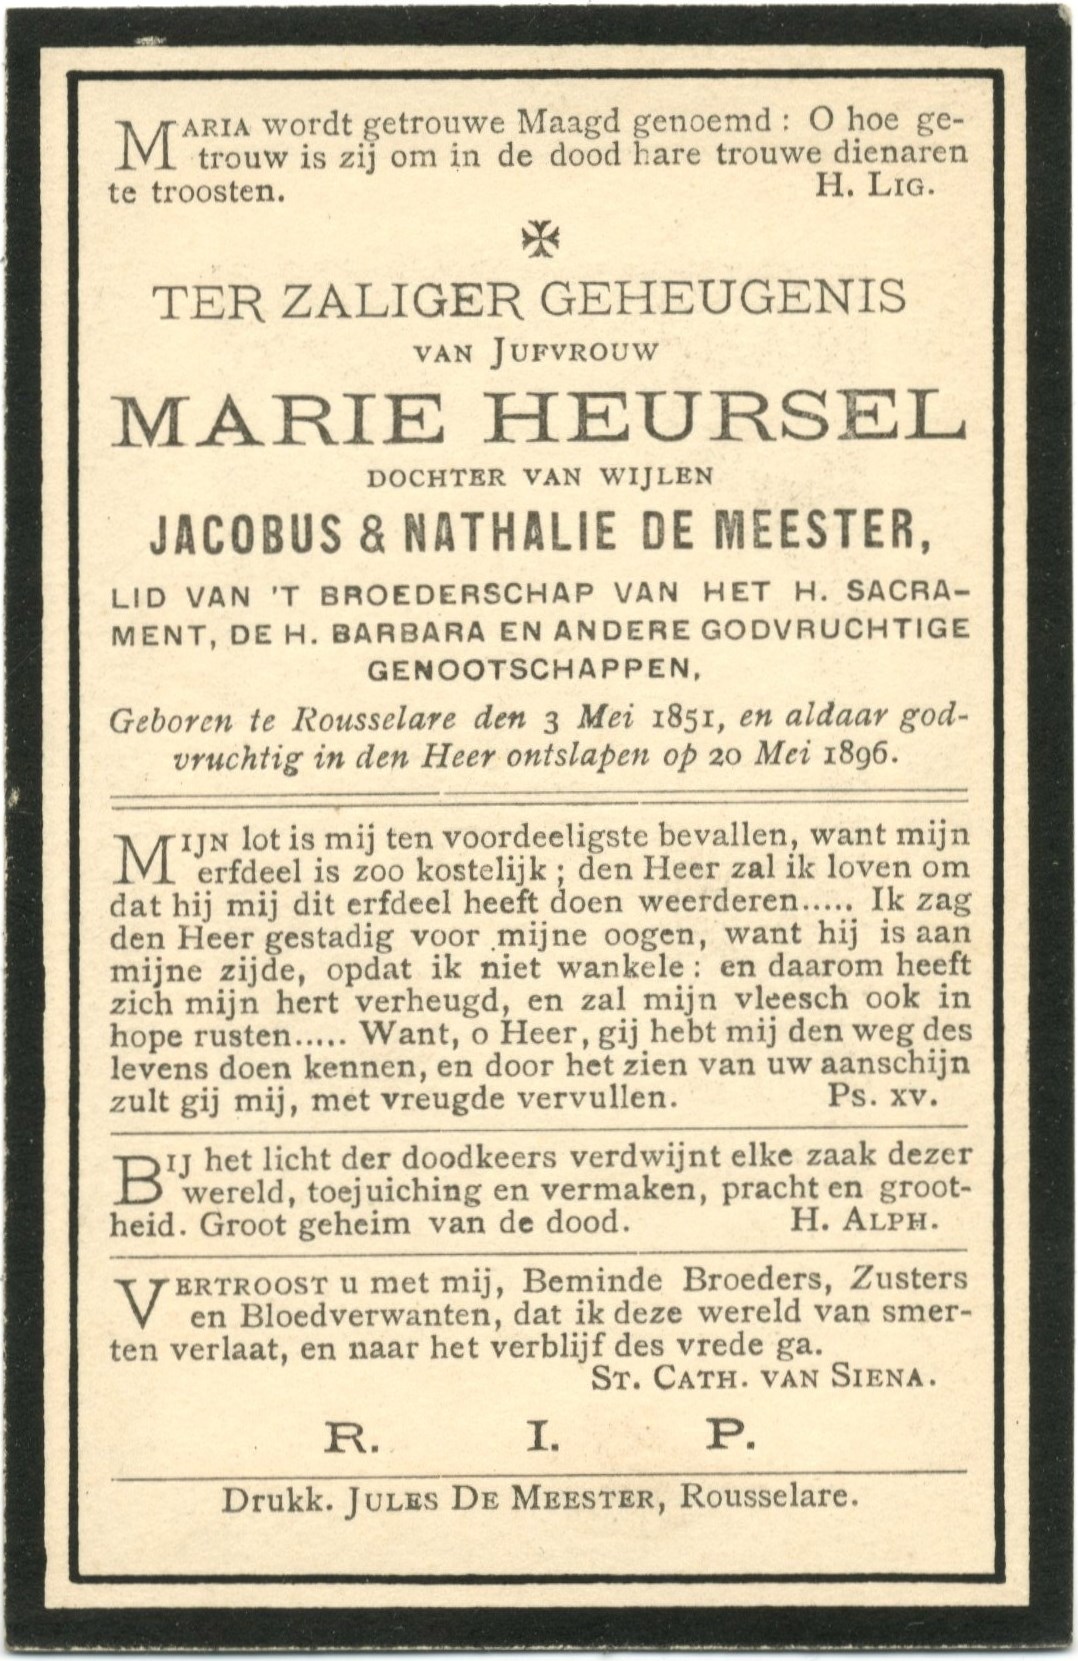 MARIA wordt getrouwe Maagd genoemd : O hoe ge-
trouw is zij om in de dood hare trouwe dienaren
te troosten. H. LIG.
TER ZALIGER GEHEUGENIS
VAN JUFVROUW
MARIE HEURSEL
DOCHTER VAN WIJLEN
JACOBUS & NATHALIE DE MEESTER,
LID VAN 'T BROEDERSCHAP VAN HET H. SACRA-
MENT, DE H. BARBARA EN ANDERE GODVRUCHTIGE
GENOOTSCHAPPEN,
Geboren te Rousselare den 3 Mei 1851, en aldaar god-
vruchtig in den Heer ontslapen op 20 Mei 1896.
MIJN lot is mij ten voordeeligste bevallen, want mijn
erfdeel is zoo kostelijk ; den Heer zal ik loven om
dat hij mij dit erfdeel heeft doen weerderen..... Ik zag
den Heer gestadig voor mijne oogen, want hij is aan
mijne zijde, opdat ik niet wankele : en daarom heeft
zich mijn hert verheugd, en zal mijn vleesch ook in
hope rusten..... Want, o Heer, gij hebt mij den weg des
levens doen kennen, en door het zien van uw aanschijn
zult gij mij, met vreugde vervullen. Ps. XV.
BIJ het licht der doodkeers verdwijnt elke zaak dezer
wereld, toejuiching en vermaken, pracht en groot-
heid. Groot geheim van de dood. H. ALPH.
VERTROOST u met mij, Beminde Broeders, Zusters
en Bloedverwanten, dat ik deze wereld van smer-
ten verlaat, en naar het verblijf des vrede ga.
ST. CATH. VAN SIENA.
R. I. P.
Drukk. JULES DE MEESTER, Rousselare.